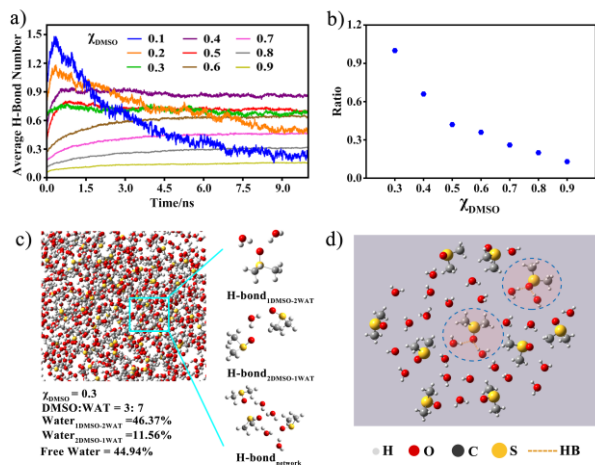 a)
χDMSO 0.1 0.4 0.7
0.2 0.5 0.8
0.3 0.6 0.9
Average H-Bond Number
1.5
1.2
0.9
0.6
0.3
0.0
0.0 1.5 3.0 4.5 6.0 7.5 9.0
Time/ns
b)
Ratio
1.2
0.9
0.6
0.3
0.0
0.3 0.4 0.5 0.6 0.7 0.8 0.9
χDMSO
c)
H-bond1DMSO-2WAT
H-bond2DMSO-1WAT
H-bondnetwork
χDMSO = 0.3
DMSO:WAT = 3: 7
Water1DMSO-2WAT=46.37%
Water2DMSO-1WAT=11.56%
Free Water = 44.94%
d)
H O C S HB